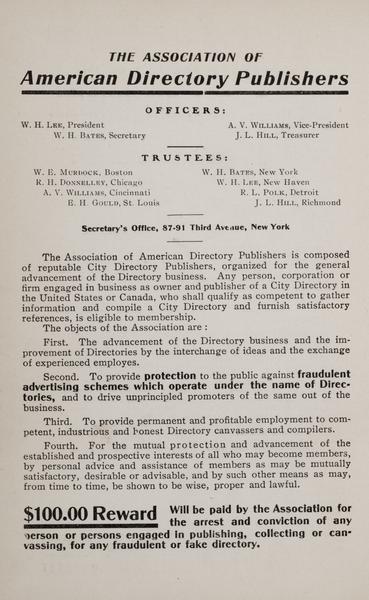 THE ASSOCIATION OF
American Directory Publishers
OFFICERS:
W. H. LEE, President
A. V. WILLIAMS, Vice-President
W. H. BATES, Secretary
J. L. HILL, Treasurer
TRUSTEES:
W. E. MURDOCK, Boston
W. H. BATES, New York
R. H. DONNELLEY, Chicago
W. H. LEE, New Haven
A. V. WILLIAMS, Cincinnati
R. L. POLK, Detroit
E. H. GOULD, St. Louis
J. L. HILL, Richmond
Secretary's Office, 87-91 Third Avenue, New York
The Association of American Directory Publishers is composed
of reputable City Directory Publishers, organized for the general
advancement of the Directory business. Any person, corporation or
firm engaged in business as owner and publisher of a City Directory in
the United States or Canada, who shall qualify as competent to gather
information and compile a City Directory and furnish satisfactory
references, is eligible to membership.
The objects of the Association are :
First. The advancement of the Directory business and the im-
provement of Directories by the interchange of ideas and the exchange
of experienced employes.
Second. To provide protection to the public against fraudulent
advertising schemes which operate under the name of Direc-
tories, and to drive unprincipled promoters of the same out of the
business.
Third. To provide permanent and profitable employment to com-
petent, industrious and honest Directory canvassers and compilers.
Fourth. For the mutual protection and advancement of the
established and prospective interests of all who may become members,
by personal advice and assistance of members as may be mutually
satisfactory, desirable or advisable, and by such other means as may,
from time to time, be shown to be wise, proper and lawful.
$100.00 Reward Will be paid by the Association for
the arrest and conviction of any
person or persons engaged in publishing, collecting or can-
vassing, for any fraudulent or fake directory.